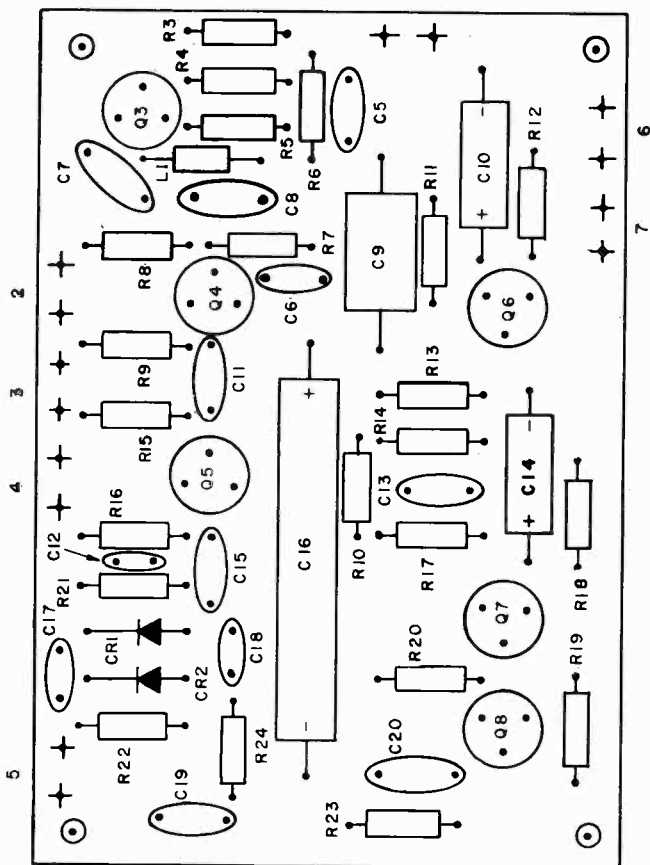 R3
R4
Q3
C5
R5
R6
C7
L1
C8
C10
-
+
R12
6
R11
7
C9
R8
R7
2
Q4
C6
Q6
R9
C11
3
R15
+
C16
-
R13
R14
4
Q5
R16
C12
R21
C15
R10
C13
R17
-
C14
+
R18
C17
CR1
CR2
C18
R20
Q7
R19
R22
R24
C20
Q8
5
C19
R23